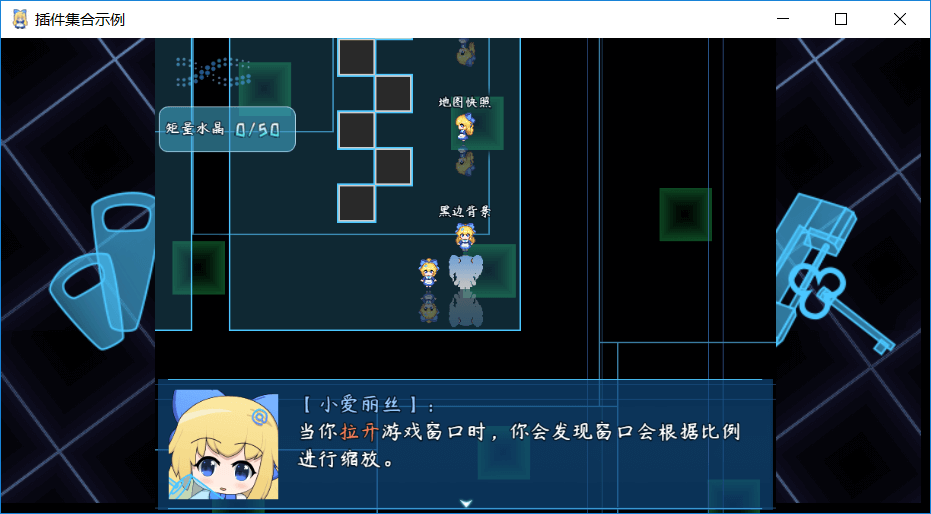 插件集合示例
地图快照
矩量水晶 0/50
黑边背景
【 小爱丽丝 】:
当你拉开游戏窗口时，你会发现窗口会根据比例
进行缩放。